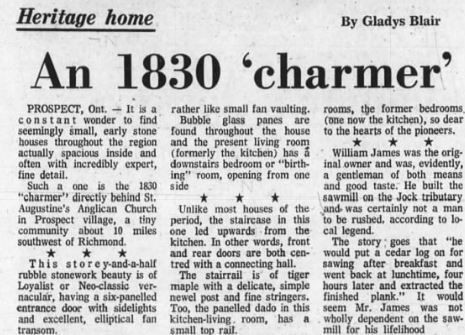 Heritage home
By Gladys Blair
An 1830 ‘charmer’
PROSPECT, Ont. — It is a
constant wonder to find
seemingly small, early stone
houses throughout the region
actually spacious inside and
often with incredibly expert,
fine detail.
Such a one is the 1830
“charmer” directly behind St.
Augustine's Anglican Church
in Prospect village, a tiny
community about 10 miles
southwest of Richmond.
★ ★ ★
This storey-and-a-half
rubble stonework beauty is of
Loyalist or Neo-classic ver-
nacular, having a six-panelled
entrance door with sidelights
and excellent, elliptical fan
transom.
rather like small fan vaulting.
Bubble glass panes are
found throughout the house
and the present living room
(formerly the kitchen) has a
downstairs bedroom or “birth-
ing” room, opening from one
side
★ ★ ★
Unlike most houses of the
period, the staircase in this
one led upwards from the
kitchen. In other words, front
and rear doors are both cen-
tred with a connecting hall.
The stairrail is of tiger
maple with a delicate, simple
newel post and fine stringers.
Too, the panelled dado in this
kitchen-living room, has a
small top rail.
rooms, the former bedrooms
(one now the kitchen), so dear
to the hearts of the pioneers.
★ ★ ★
William James was the orig-
inal owner and was, evidently,
a gentleman of both means
and good taste. He built the
sawmill on the Jock tributary
and was certainly not a man
to be rushed, according to lo-
cal legend.
The story goes that “he
would put a cedar log on for
sawing after breakfast and
went back at lunchtime, four
hours later and extracted the
finished plank.” It would
seem Mr. James was not
wholly dependent on the saw-
mill for his lifelihood